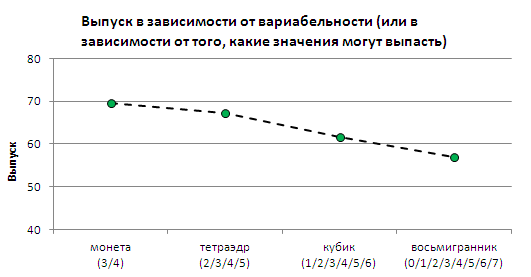 Выпуск в зависимости от вариабельности (или в
зависимости от того, какие значения могут выпасть)
80
70
60
50
40
Выпуск
монета
(3/4)
тетраэдр
(2/3/4/5)
кубик
(1/2/3/4/5/6)
восьмигранник
(0/1/2/3/4/5/6/7)